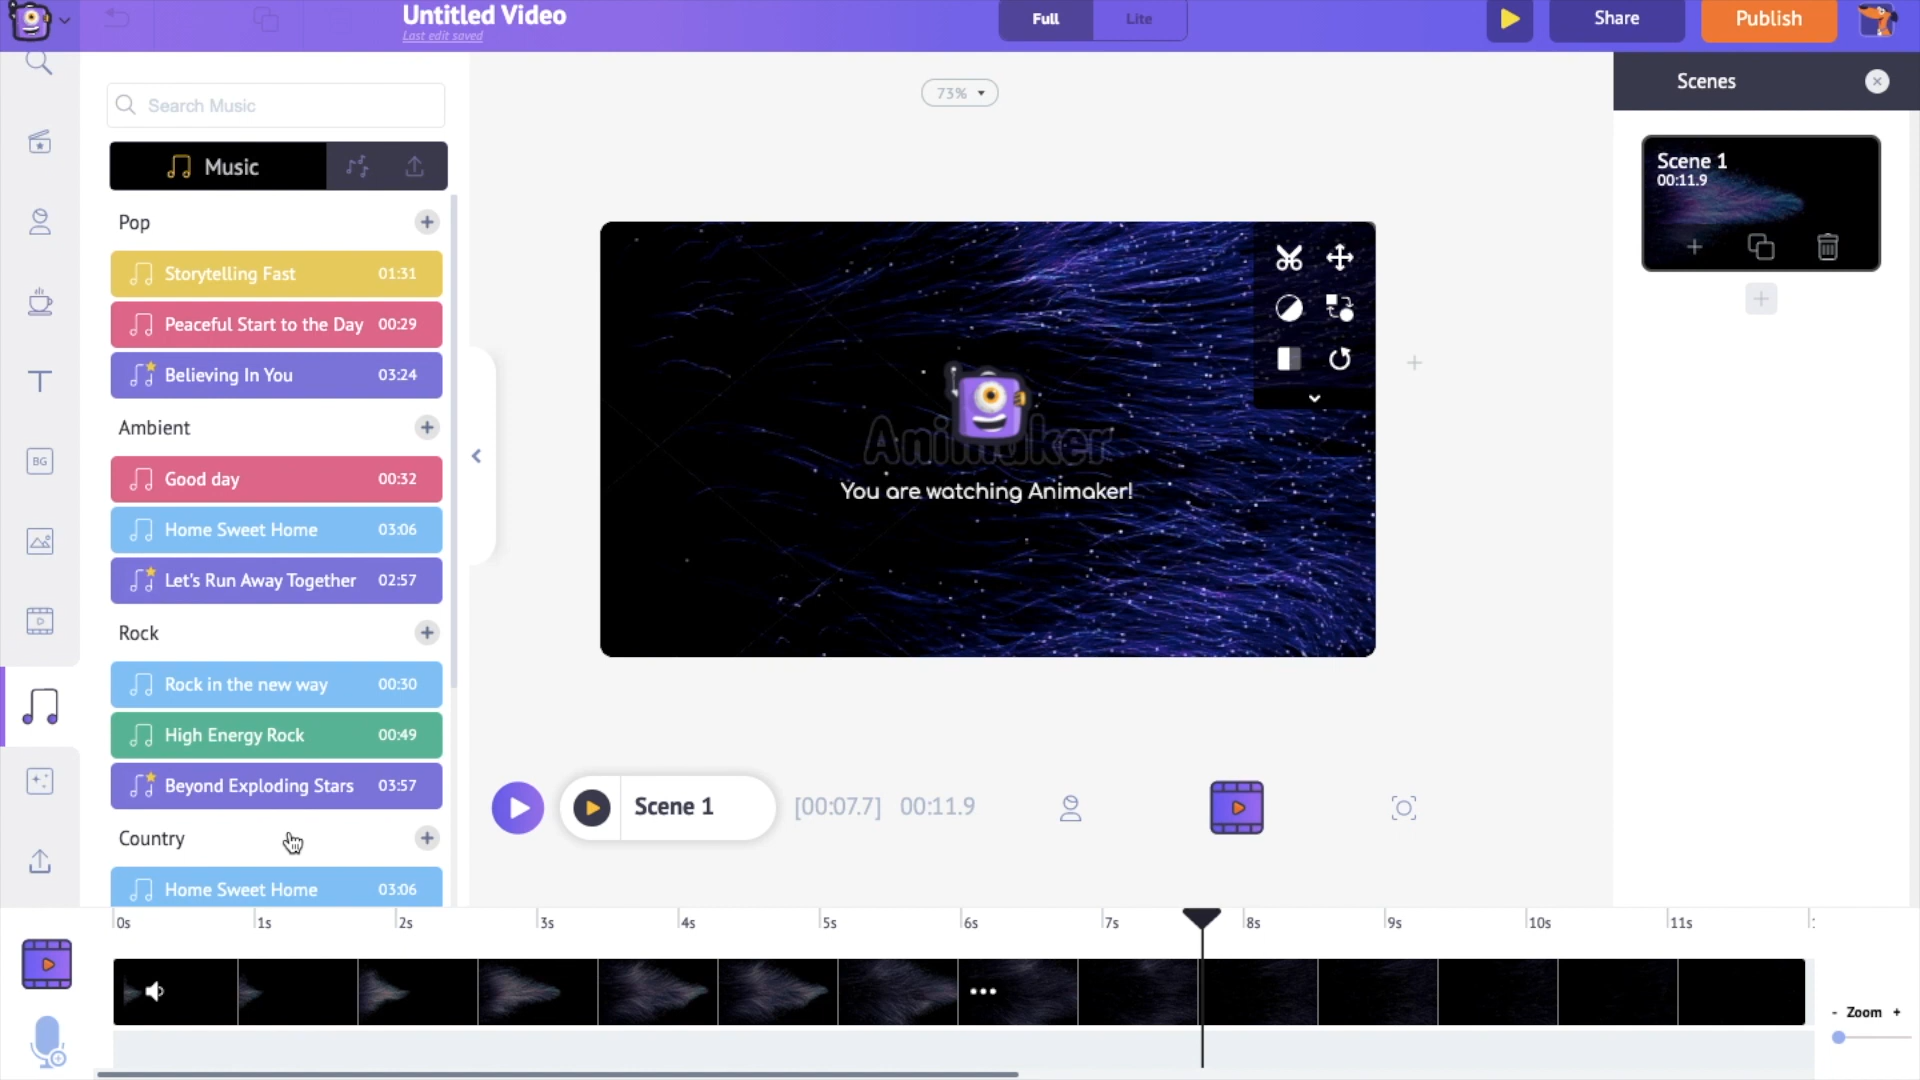 Untitled Video
Last edit saved
Full
Lite
Share
Publish
Search Music
73%
Scenes
Music
Scene 1
00:11.9
Pop
Storytelling Fast 01:31
Peaceful Start to the Day 00:29
Believing In You 03:24
Ambient
Good day 00:32
Home Sweet Home 03:06
Let's Run Away Together 02:57
Rock
Rock in the new way 00:30
High Energy Rock 00:49
Beyond Exploding Stars 03:57
Country
Home Sweet Home 03:06
BG
Animaker
You are watching Animaker!
Scene 1 [00:07.7] 00:11.9
0s 1s 2s 3s 4s 5s 6s 7s 8s 9s 10s 11s
- Zoom +